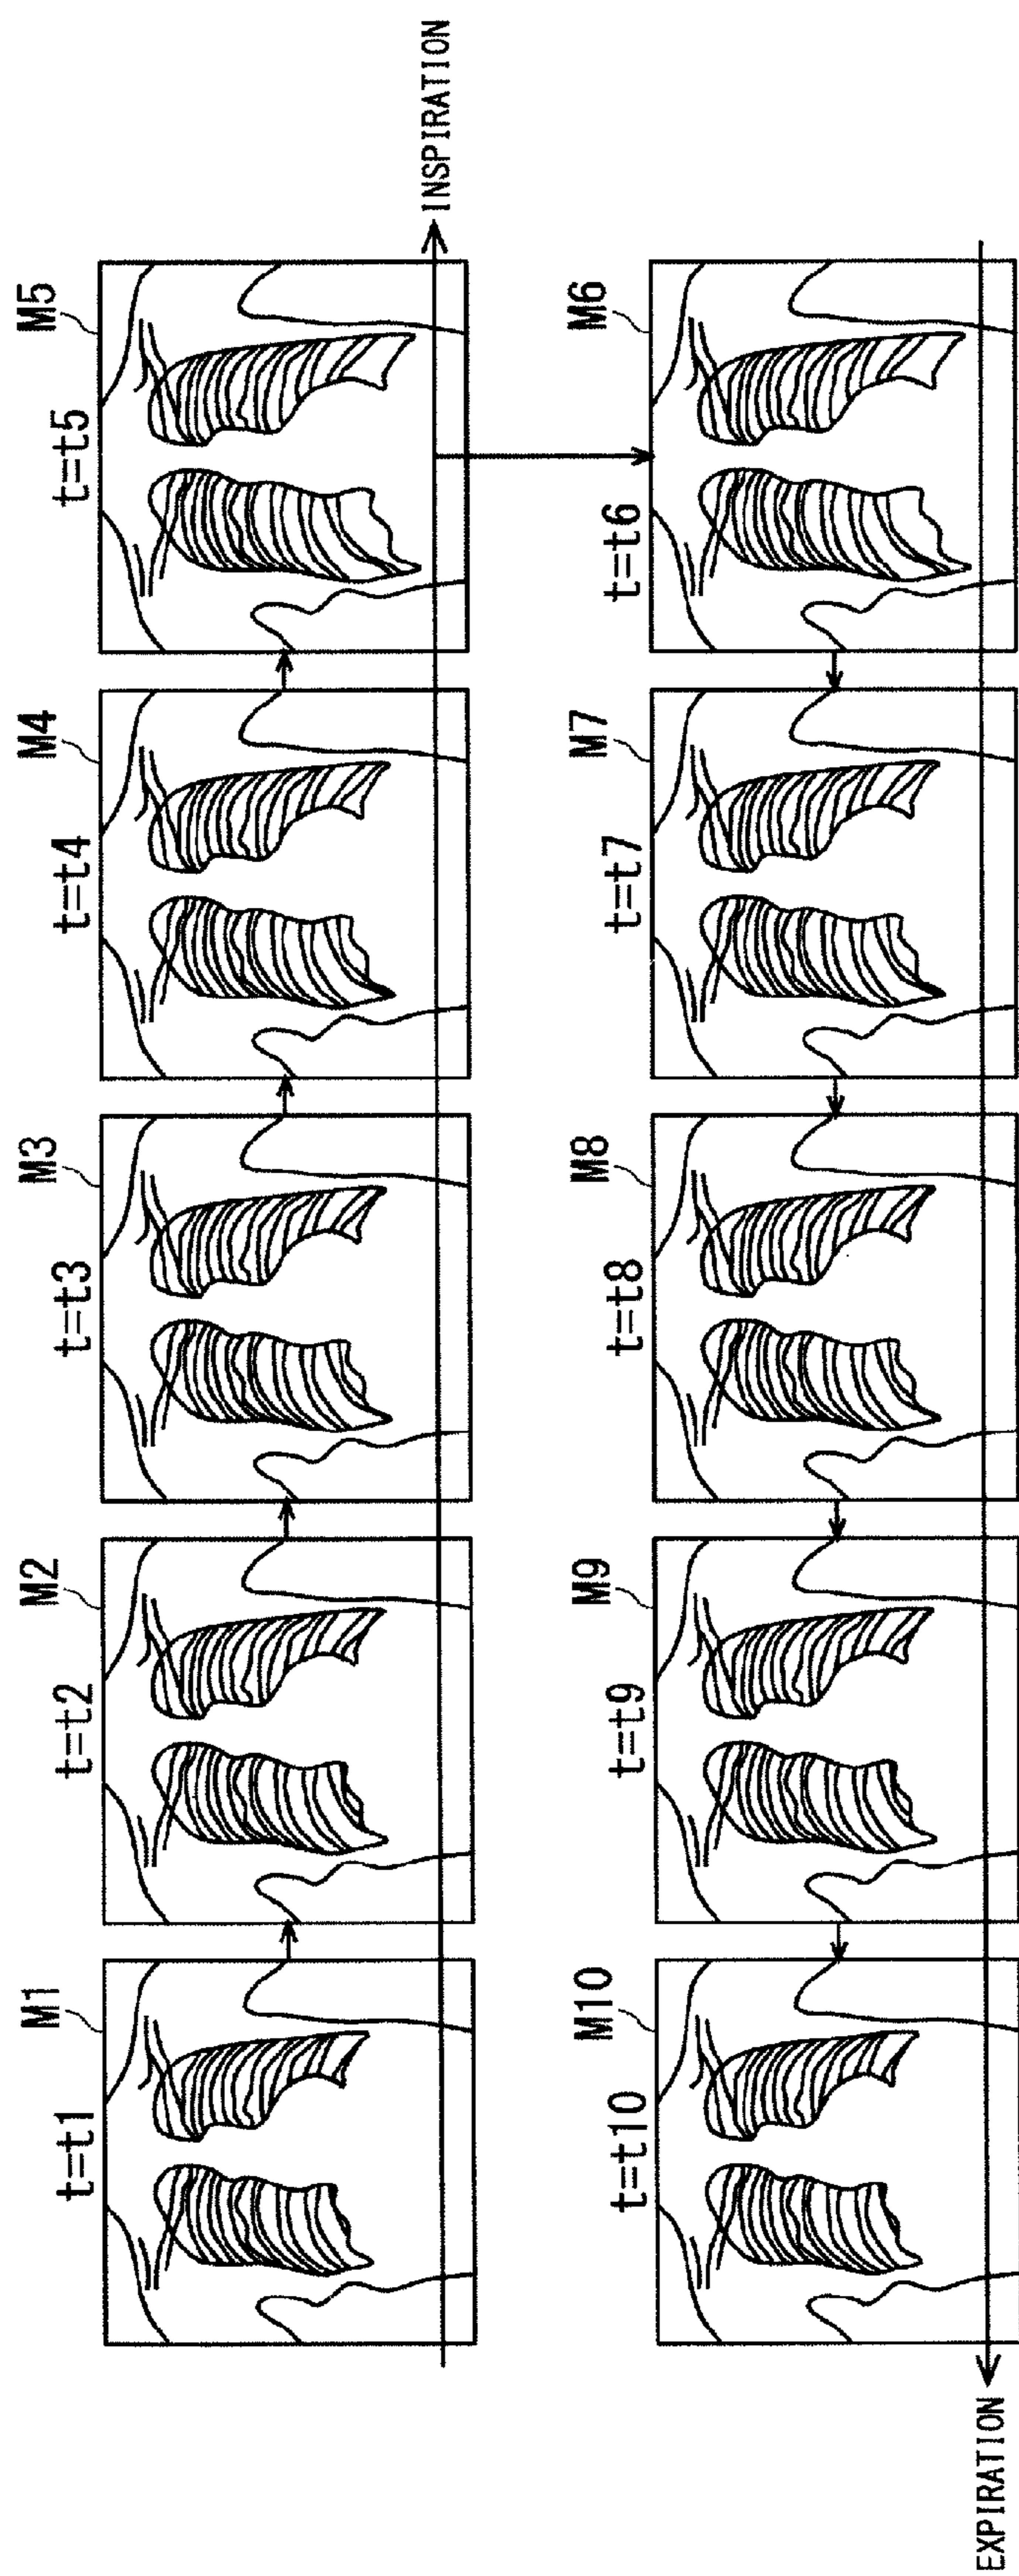 t=t1
M1
t=t2
M2
t=t3
M3
t=t4
M4
t=t5
M5
INSPIRATION
t=t10
M10
t=t9
M9
t=t8
M8
t=t7
M7
t=t6
M6
EXPIRATION